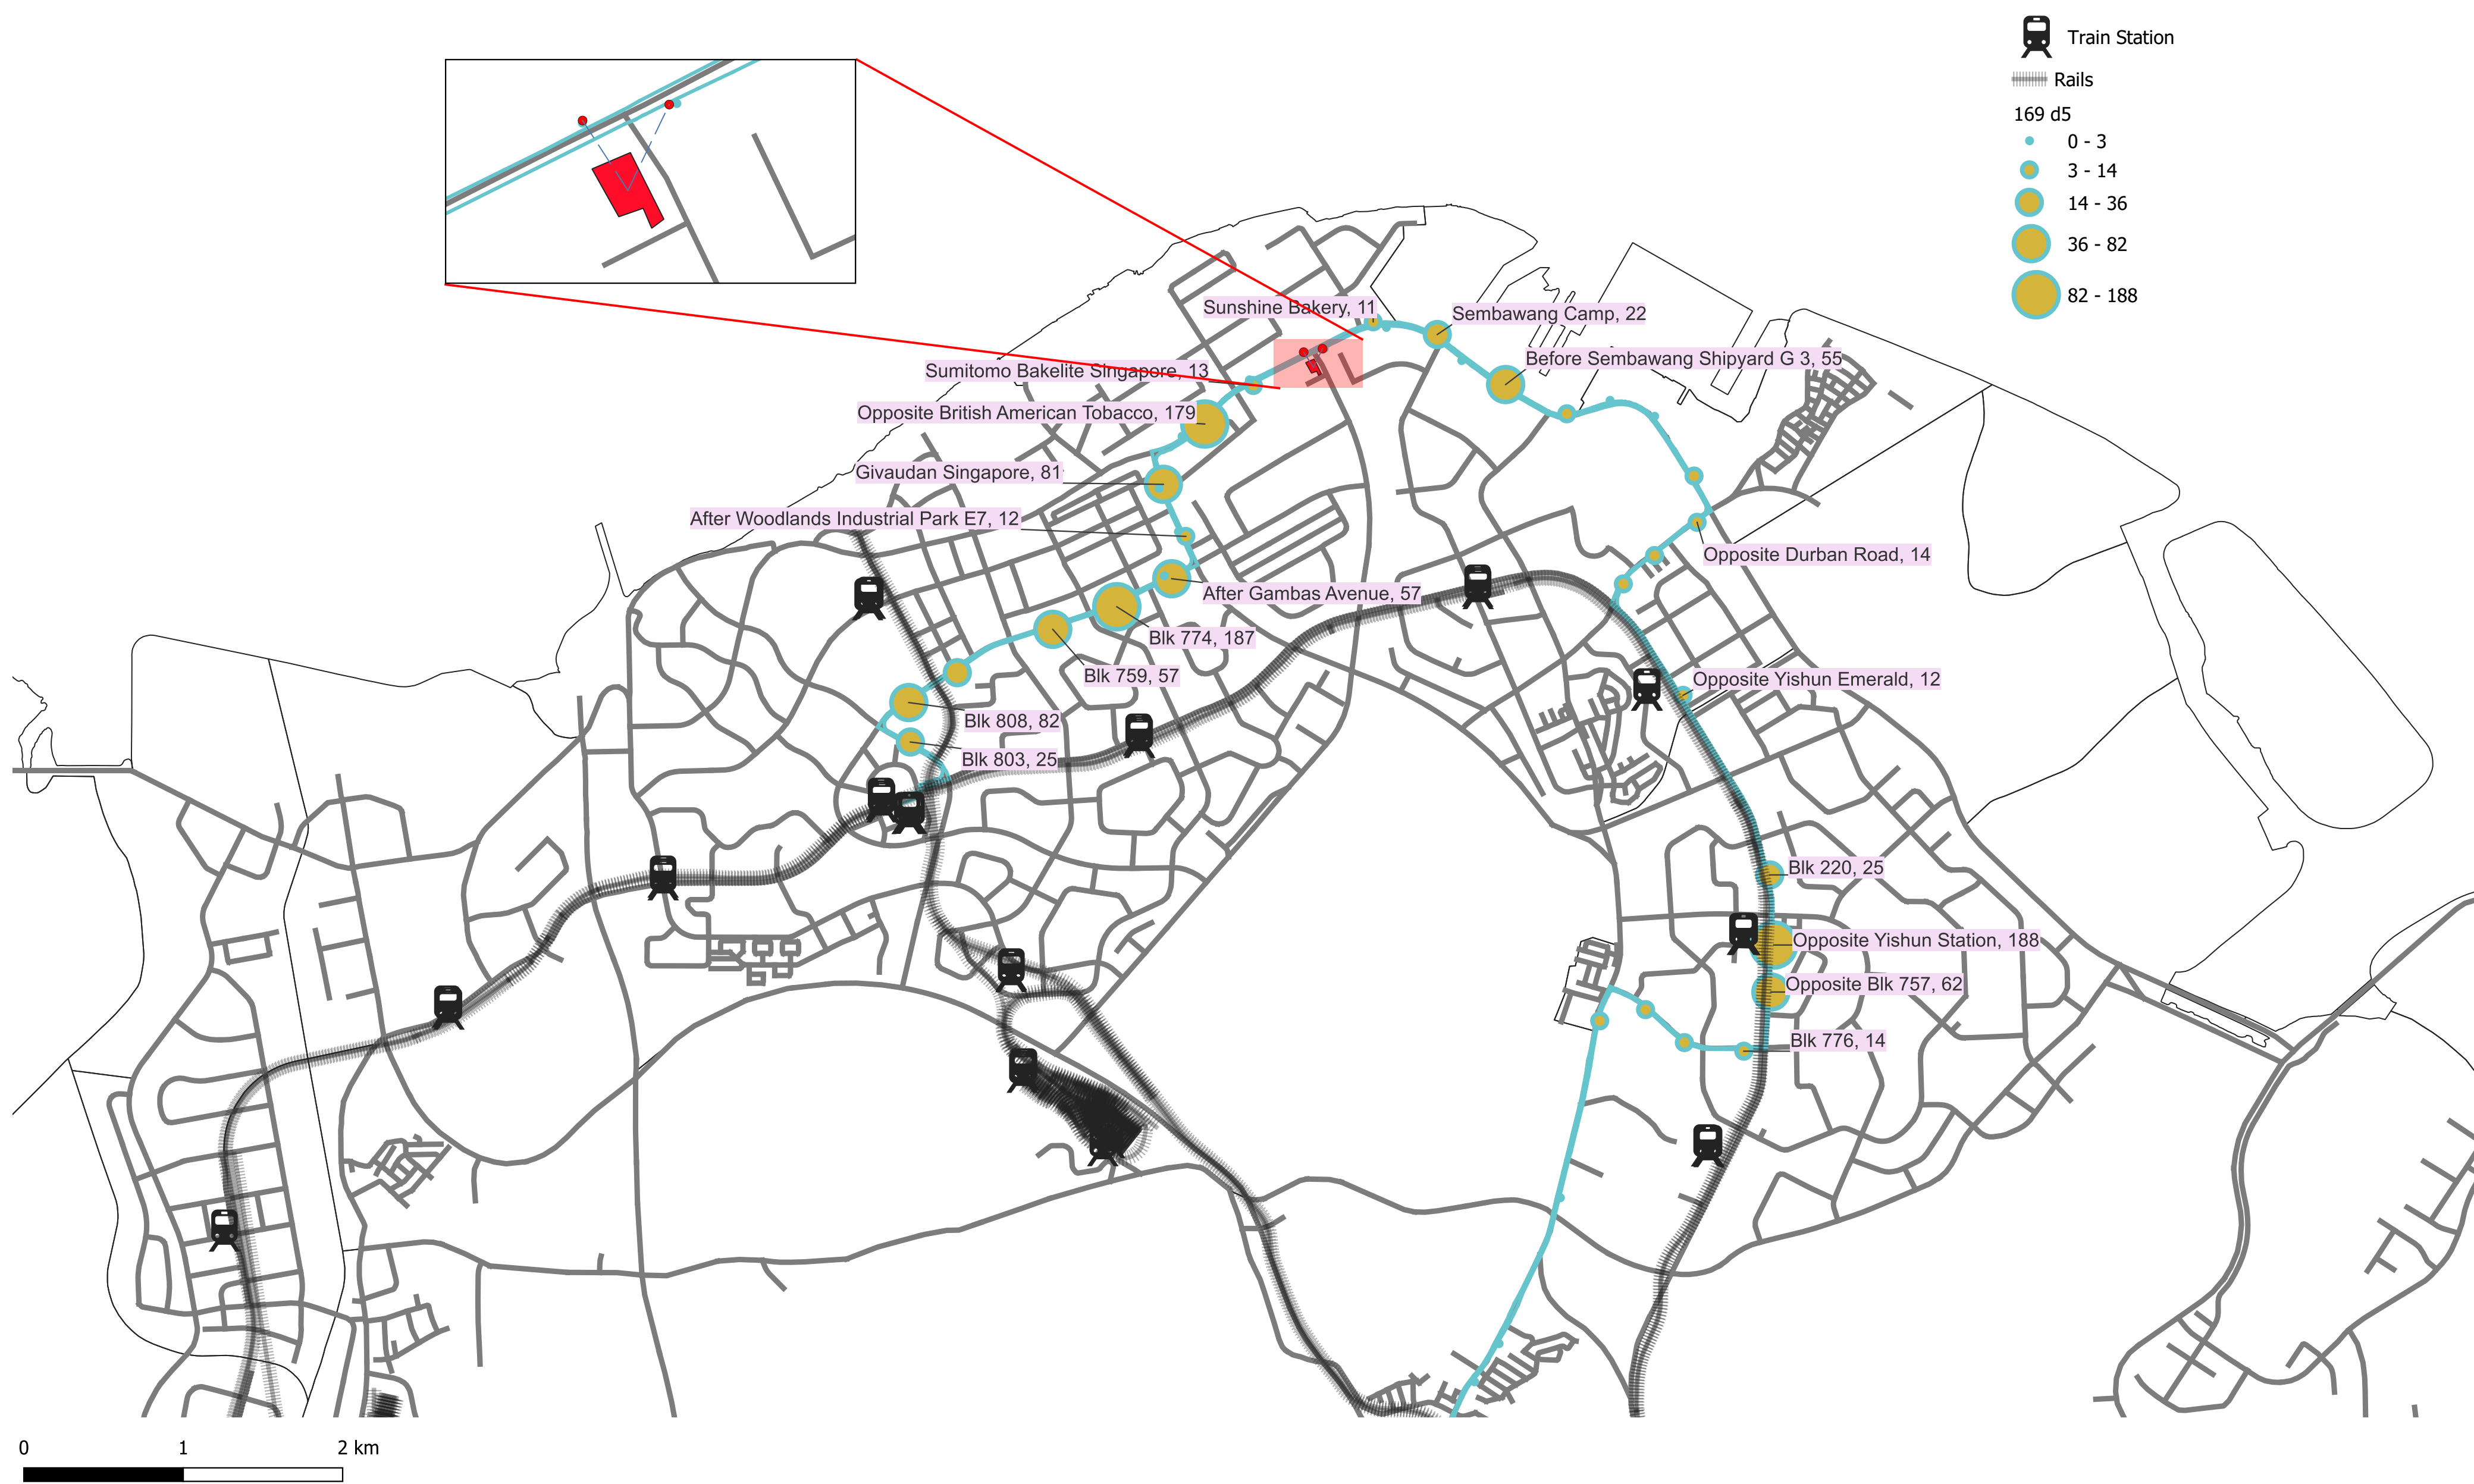 Train Station
Rails
169 d5
0 - 3
3 - 14
14 - 36
36 - 82
82 - 188
Sunshine Bakery, 11
Sembawang Camp, 22
Before Sembawang Shipyard G 3, 55
Sumitomo Bakelite Singapore, 13
Opposite British American Tobacco, 179
Givaudan Singapore, 81
After Woodlands Industrial Park E7, 12
Opposite Durban Road, 14
After Gambas Avenue, 57
Blk 774, 187
Blk 759, 57
Opposite Yishun Emerald, 12
Blk 808, 82
Blk 803, 25
Blk 220, 25
Opposite Yishun Station, 188
Opposite Blk 757, 62
Blk 776, 14
0 1 2 km